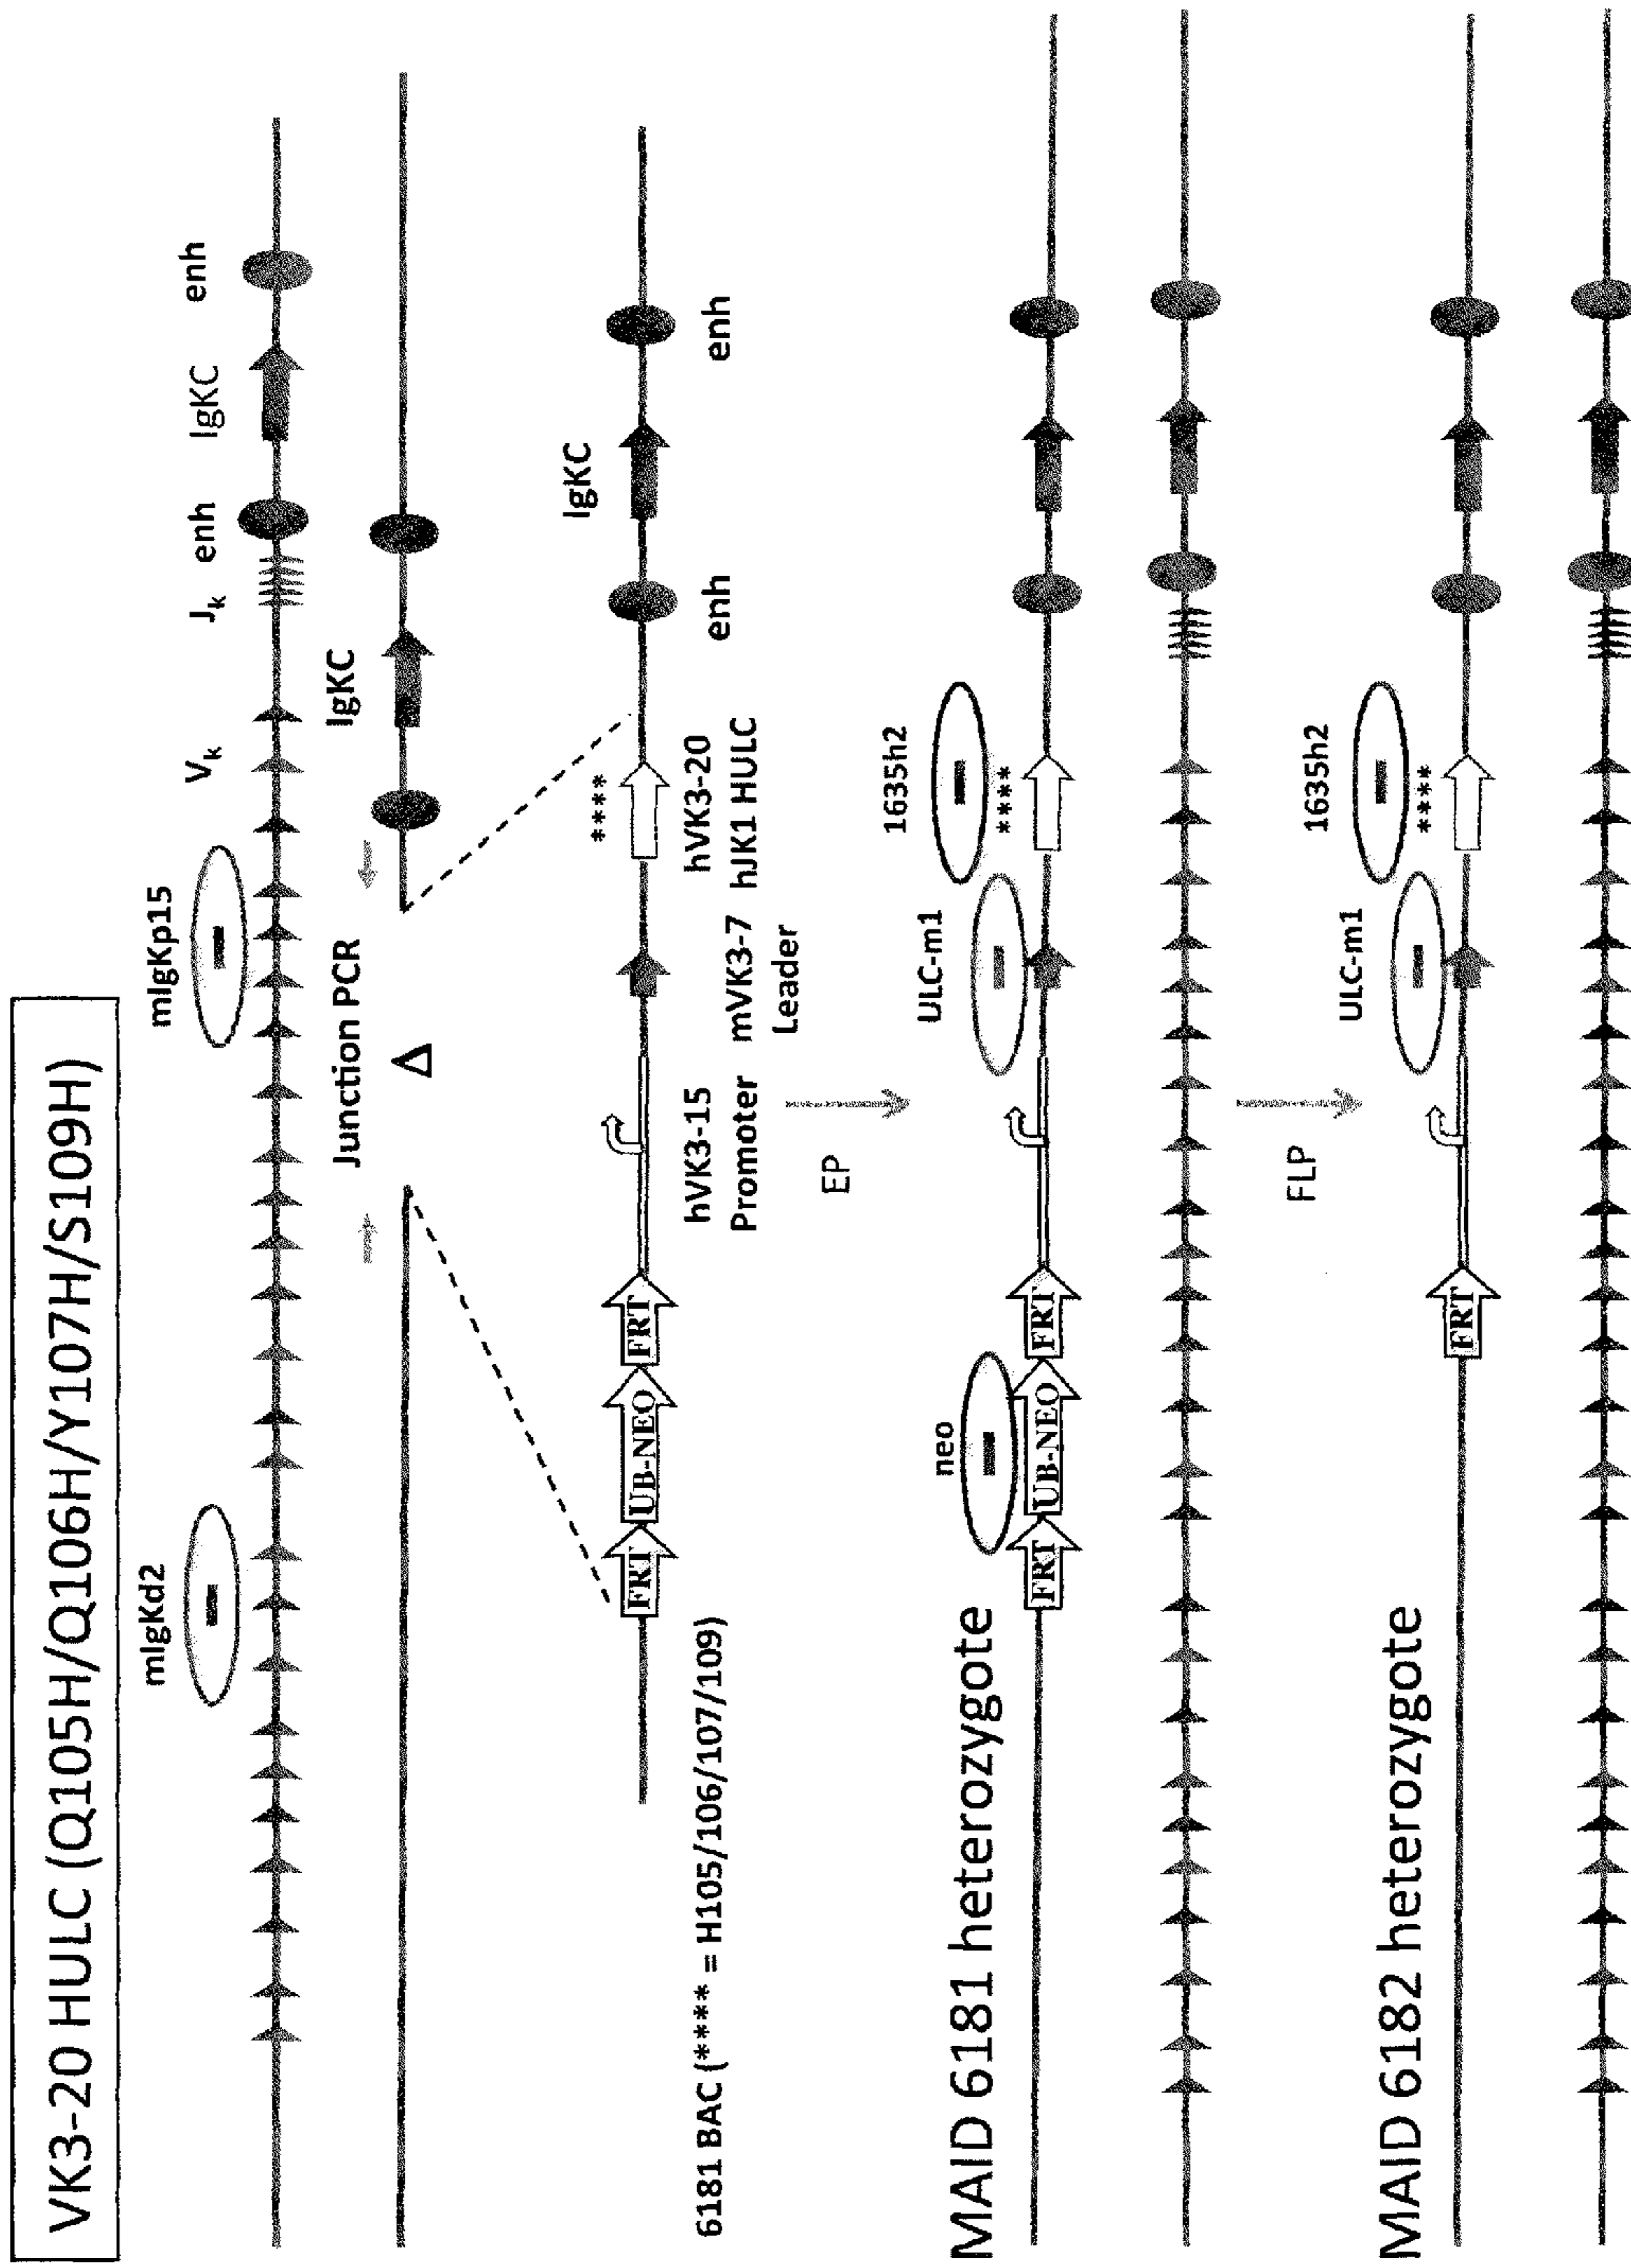 VK3-20 HULC (Q105H/Q106H/Y107H/S109H)
mIgKd2
mIgKp15
Vk
Jk
enh
IgKC
enh
Junction PCR
IgKC
Δ
6181 BAC (**** = H105/106/107/109)
FRT
UB-NEO
FRT
****
hVK3-15
Promoter
mVK3-7
Leader
hVK3-20
hJK1 HULC
enh
IgKC
enh
EP
MAID 6181 heterozygote
neo
FRT
UB-NEO
FRT
ULC-m1
1635h2
****
FLP
MAID 6182 heterozygote
FRT
ULC-m1
1635h2
****